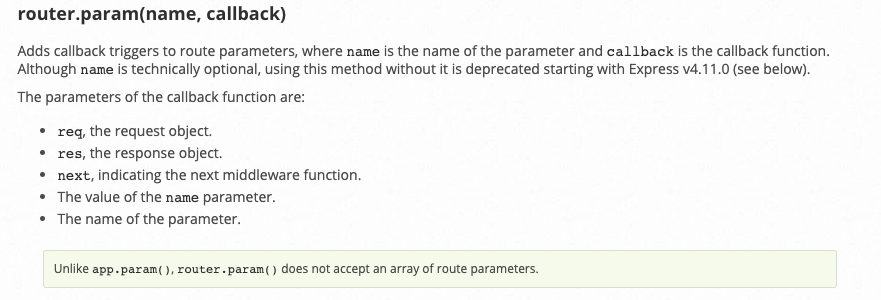 router.param(name, callback)
Adds callback triggers to route parameters, where name is the name of the parameter and callback is the callback function.
Although name is technically optional, using this method without it is deprecated starting with Express v4.11.0 (see below).
The parameters of the callback function are:
• req, the request object.
• res, the response object.
• next, indicating the next middleware function.
• The value of the name parameter.
• The name of the parameter.
Unlike app.param(), router.param() does not accept an array of route parameters.